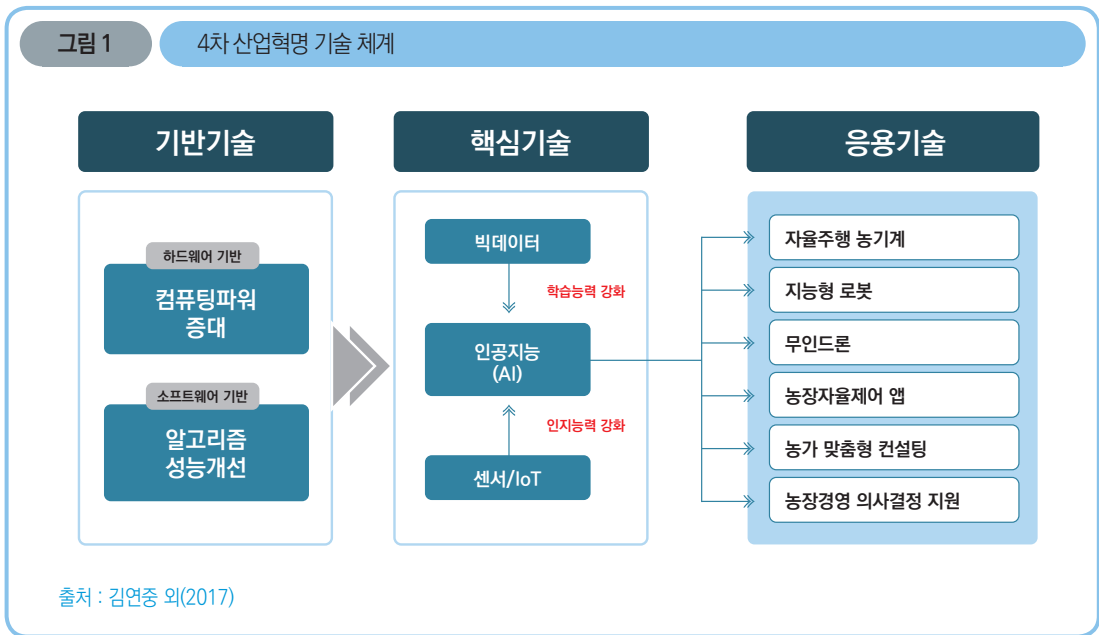 그림 1
4차 산업혁명 기술 체계
기반기술
하드웨어 기반
컴퓨팅파워
증대
소프트웨어 기반
알고리즘
성능개선
핵심기술
빅데이터
학습능력 강화
인공지능
(AI)
인지능력 강화
센서/IoT
응용기술
자율주행 농기계
지능형 로봇
무인드론
농장자율제어 앱
농가 맞춤형 컨설팅
농장경영 의사결정 지원
출처 : 김연중 외(2017)